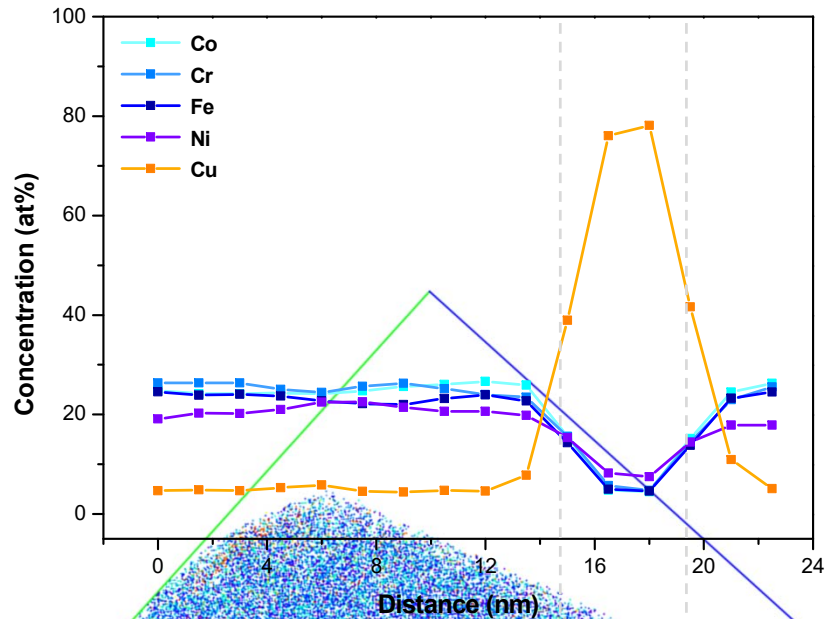 100
80
60
40
20
0
Concentration (at%)
Co
Cr
Fe
Ni
Cu
0 4 8 12 16 20 24
Distance (nm)